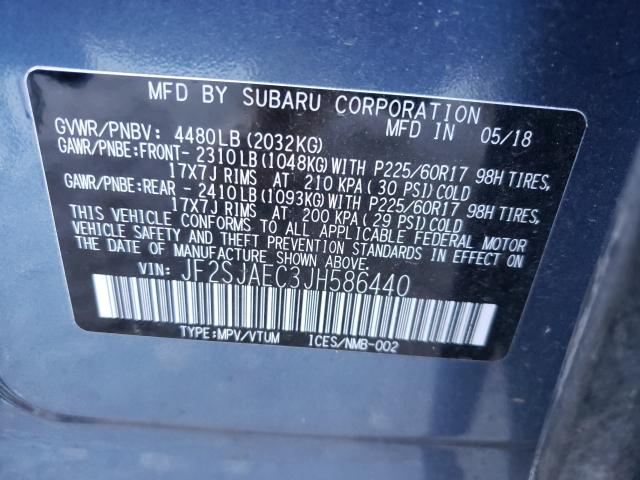 MFD BY SUBARU CORPORATION
GVWR/PNBV: 4480LB(2032KG) MFD IN 05/18
GAWR/PNBE:FRONT- 2310LB(1048KG)WITH P225/60R17 98H TIRES,
17X7J RIMS AT 210 KPA( 30 PSI)COLD
GAWR/PNBE:REAR - 2410LB(1093KG)WITH P225/60R17 98H TIRES,
17X7J RIMS AT 200 KPA(29 PSI)COLD
THIS VEHICLE CONFORMS TO ALL APPLICABLE FEDERAL MOTOR
VEHICLE SAFETY AND THEFT PREVENTION STANDARDS IN EFFECT ON
THE DATE OF MANUFACTURE SHOWN ABOVE.
VIN: JF2SJAEC3JH586440
TYPE:MPV/VTUM ICES/NMB-002